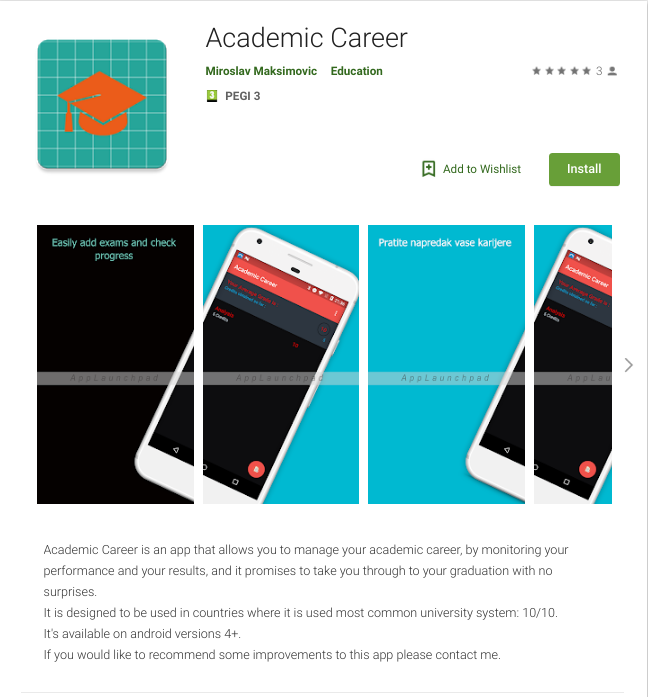 Academic Career
Miroslav Maksimovic Education
3
3 PEGI 3
Add to Wishlist Install
Easily add exams and check
progress
Pratite napredak vase karijere
Academic Career
Academic Career
Analysis
6 Credits
AppLaunchpad
AppLaunchpad
AppLaunchpad
AppLau
Academic Career is an app that allows you to manage your academic career, by monitoring your
performance and your results, and it promises to take you through to your graduation with no
surprises.
It is designed to be used in countries where it is used most common university system: 10/10.
It's available on android versions 4+.
If you would like to recommend some improvements to this app please contact me.